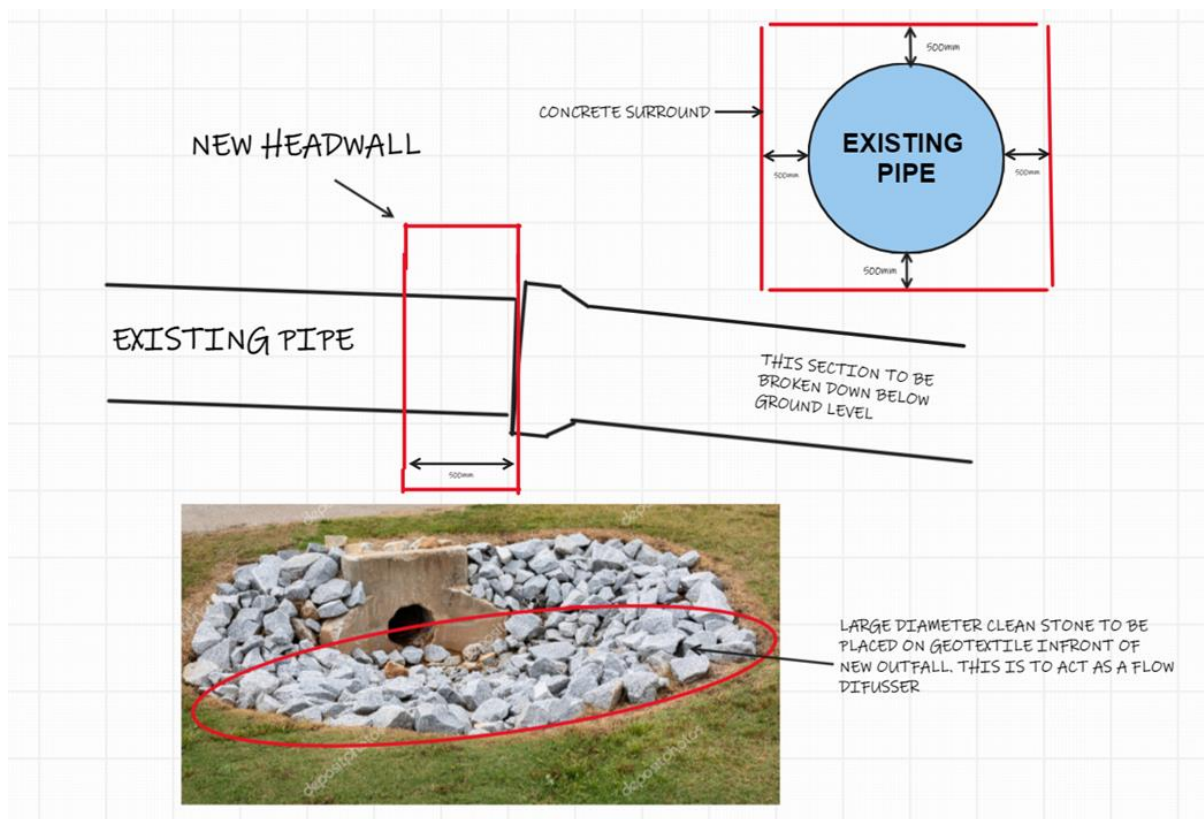 500mm
CONCRETE SURROUND
EXISTING
PIPE
500mm
500mm
500mm
NEW HEADWALL
EXISTING PIPE
THIS SECTION TO BE
BROKEN DOWN BELOW
GROUND LEVEL
500mm
depositphotos
depositphotos
LARGE DIAMETER CLEAN STONE TO BE
PLACED ON GEOTEXTILE INFRONT OF
NEW OUTFALL. THIS IS TO ACT AS A FLOW
DIFUSSER